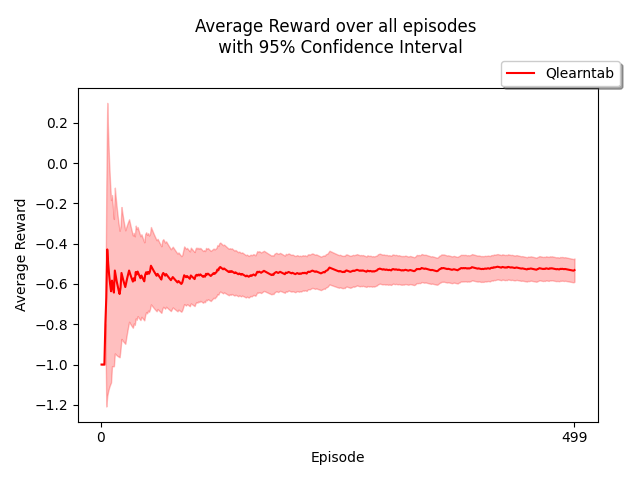 Average Reward over all episodes
with 95% Confidence Interval
Qlearntab
Average Reward
0.2
0.0
−0.2
−0.4
−0.6
−0.8
−1.0
−1.2
0
499
Episode